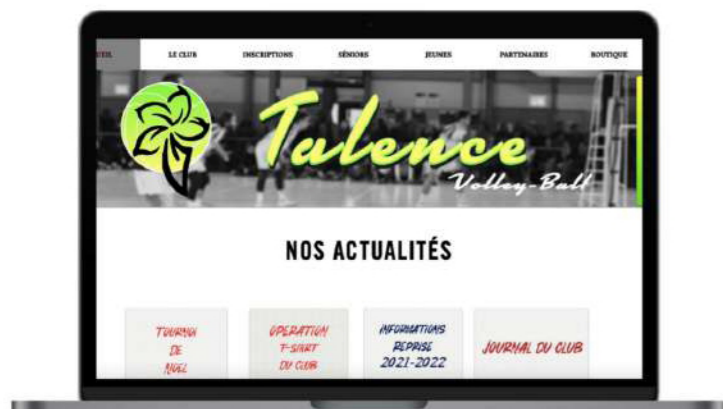 UEIL LE CLUB INSCRIPTIONS SÉNIORS JEUNES PARTENAIRES BOUTIQUE
Talence
Volley-Ball
NOS ACTUALITÉS
TOURNOI
DE
NOEL
OPERATION
T-SHIRT
DU CLUB
INFORMATIONS
REPRISE
2021-2022
JOURNAL DU CLUB